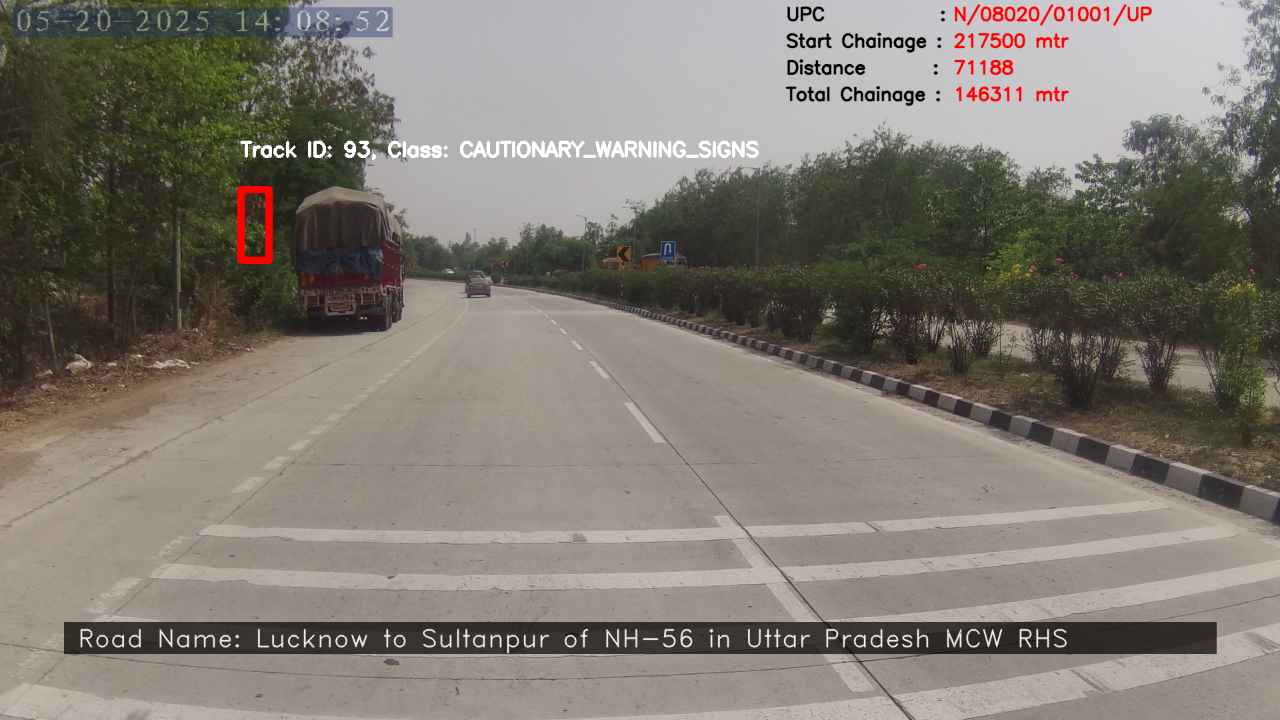 05-20-2025 14:08:52
UPC : N/08020/01001/UP
Start Chainage : 217500 mtr
Distance : 71188
Total Chainage : 146311 mtr
Track ID: 93, Class: CAUTIONARY_WARNING_SIGNS
Road Name: Lucknow to Sultanpur of NH-56 in Uttar Pradesh MCW RHS